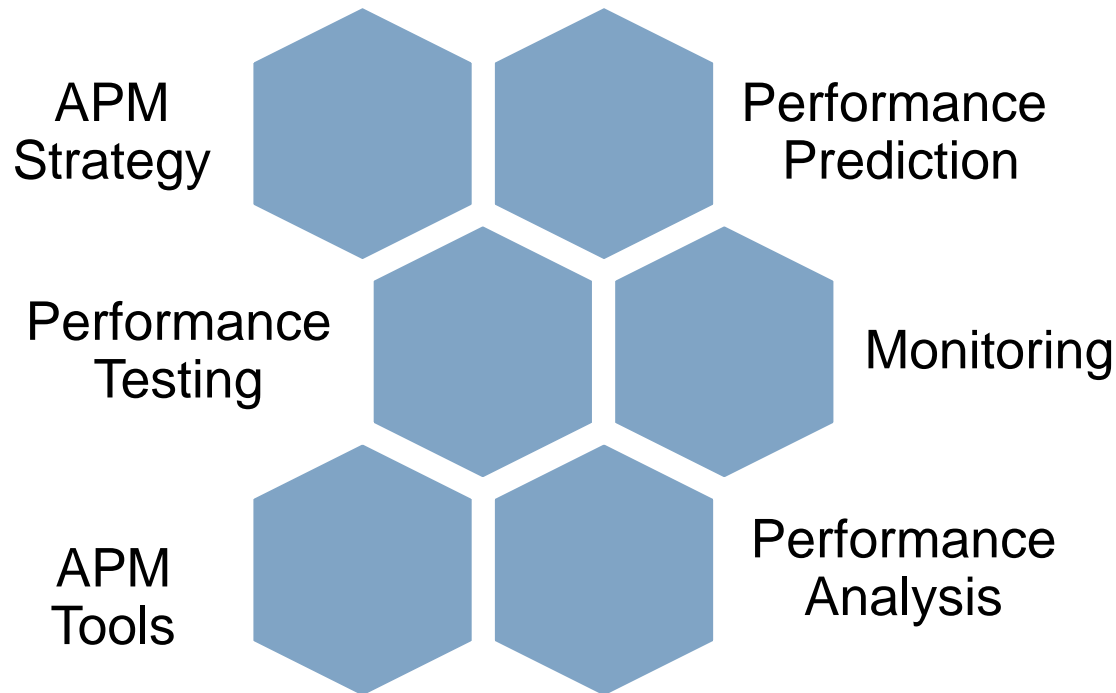 APM
Strategy
Performance
Prediction
Performance
Testing
Monitoring
APM
Tools
Performance
Analysis